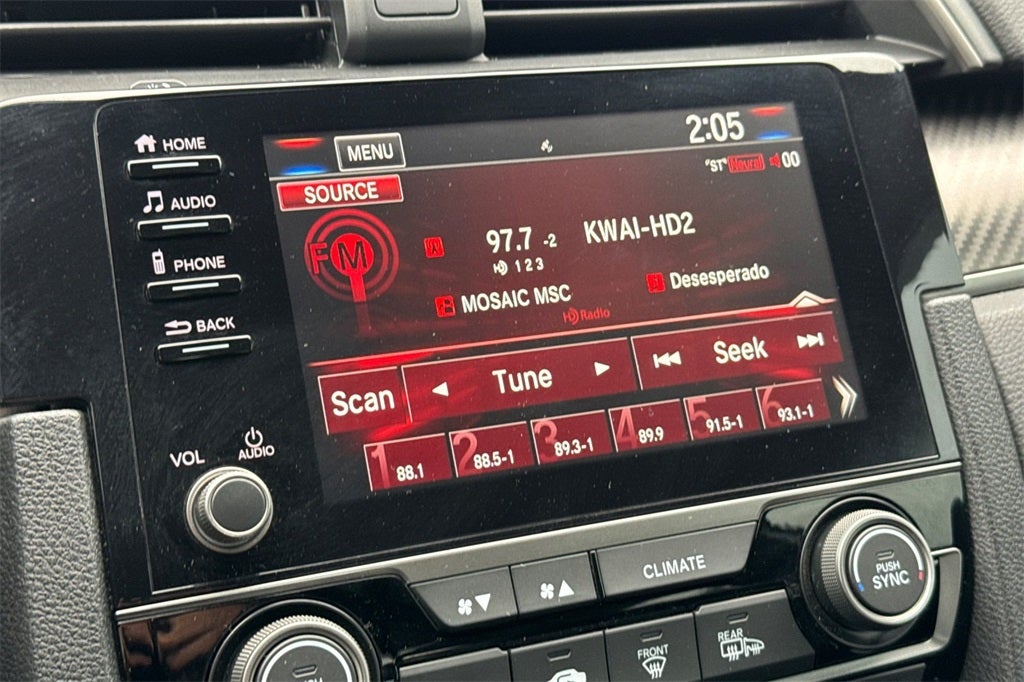 HOME
AUDIO
PHONE
BACK
VOL
AUDIO
MENU
2:05
SOURCE
"ST" Neural 00
FM
97.7 -2 KWAI-HD2
HD 1 2 3
MOSAIC MSC Desesperado
HD Radio
Scan Tune Seek
1 88.1
2 88.5-1
3 89.3-1
4 89.9
5 91.5-1
6 93.1-1
CLIMATE
PUSH
SYNC
FRONT
REAR